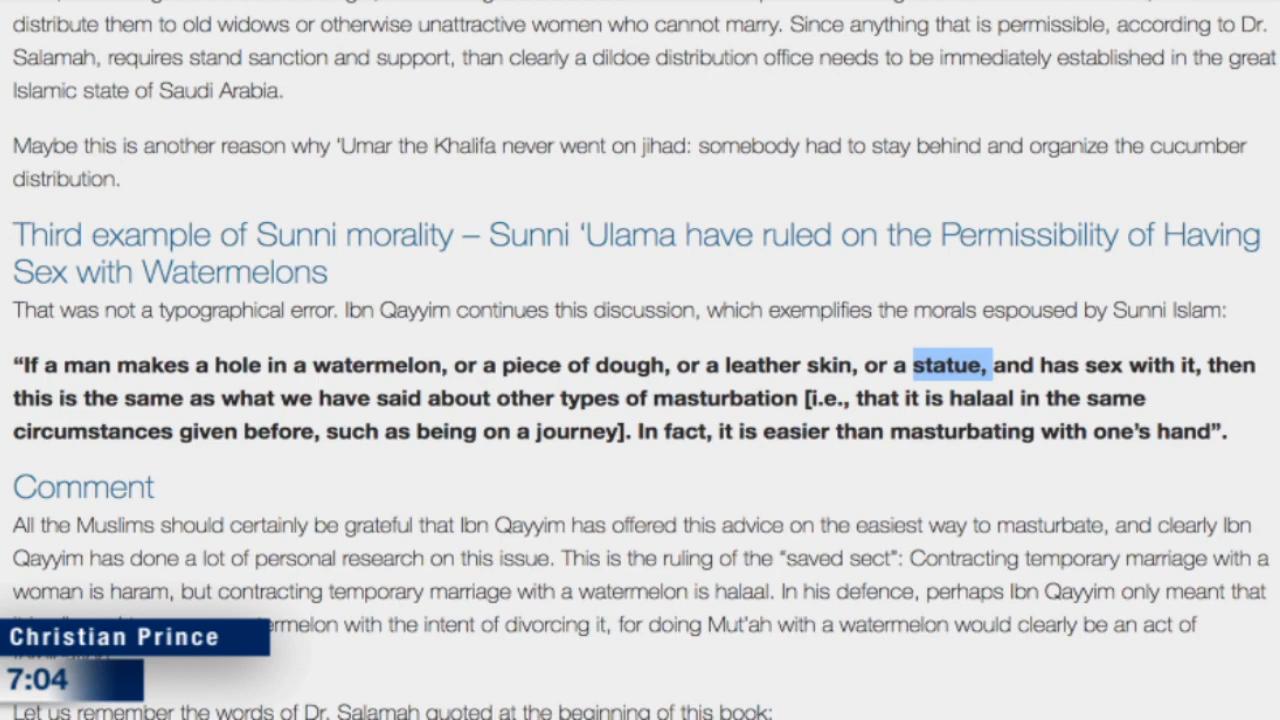 distribute them to old widows or otherwise unattractive women who cannot marry. Since anything that is permissible, according to Dr.
Salamah, requires stand sanction and support, than clearly a dildoe distribution office needs to be immediately established in the great
Islamic state of Saudi Arabia.
Maybe this is another reason why 'Umar the Khalifa never went on jihad: somebody had to stay behind and organize the cucumber
distribution.
Third example of Sunni morality – Sunni ‘Ulama have ruled on the Permissibility of Having
Sex with Watermelons
That was not a typographical error. Ibn Qayyim continues this discussion, which exemplifies the morals espoused by Sunni Islam:
“If a man makes a hole in a watermelon, or a piece of dough, or a leather skin, or a statue, and has sex with it, then
this is the same as what we have said about other types of masturbation [i.e., that it is halaal in the same
circumstances given before, such as being on a journey]. In fact, it is easier than masturbating with one’s hand”.
Comment
All the Muslims should certainly be grateful that Ibn Qayyim has offered this advice on the easiest way to masturbate, and clearly Ibn
Qayyim has done a lot of personal research on this issue. This is the ruling of the “saved sect”: Contracting temporary marriage with a
woman is haram, but contracting temporary marriage with a watermelon is halaal. In his defence, perhaps Ibn Qayyim only meant that
with the intent of divorcing it, for doing Mut’ah with a watermelon would clearly be an act of
Christian Prince
7:04
Let us remember the words of Dr. Salamah quoted at the beginning of this book: